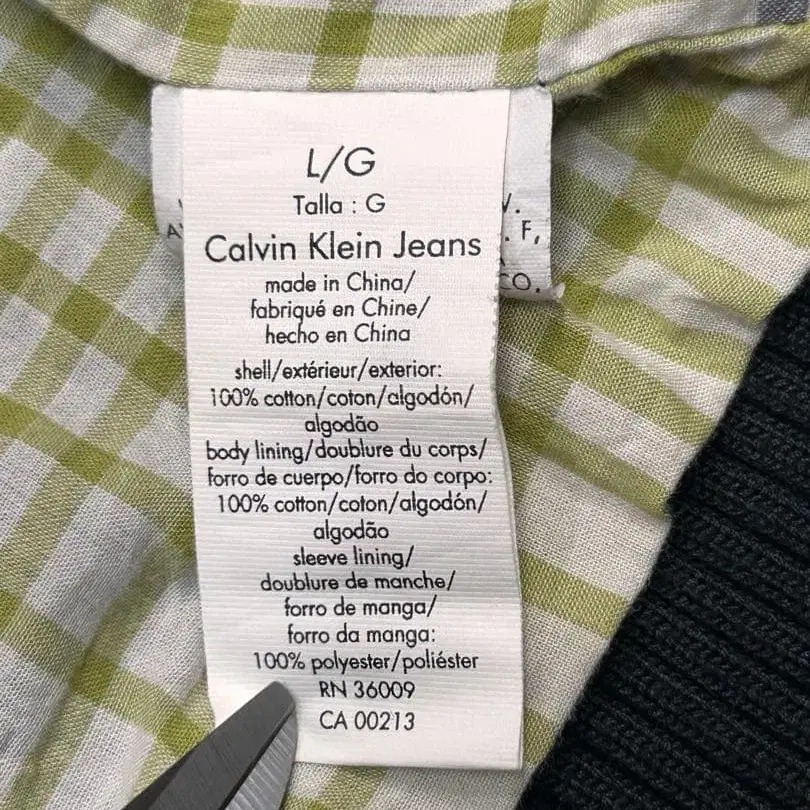 L/G
Talla : G
Calvin Klein Jeans
made in China/
fabriqué en Chine/
hecho en China
shell/extérieur/exterior:
100% cotton/coton/algodón/
algodão
body lining/doublure du corps/
forro de cuerpo/forro do corpo:
100% cotton/coton/algodón/
algodão
sleeve lining/
doublure de manche/
forro de manga/
forro da manga:
100% polyester/poliéster
RN 36009
CA 00213